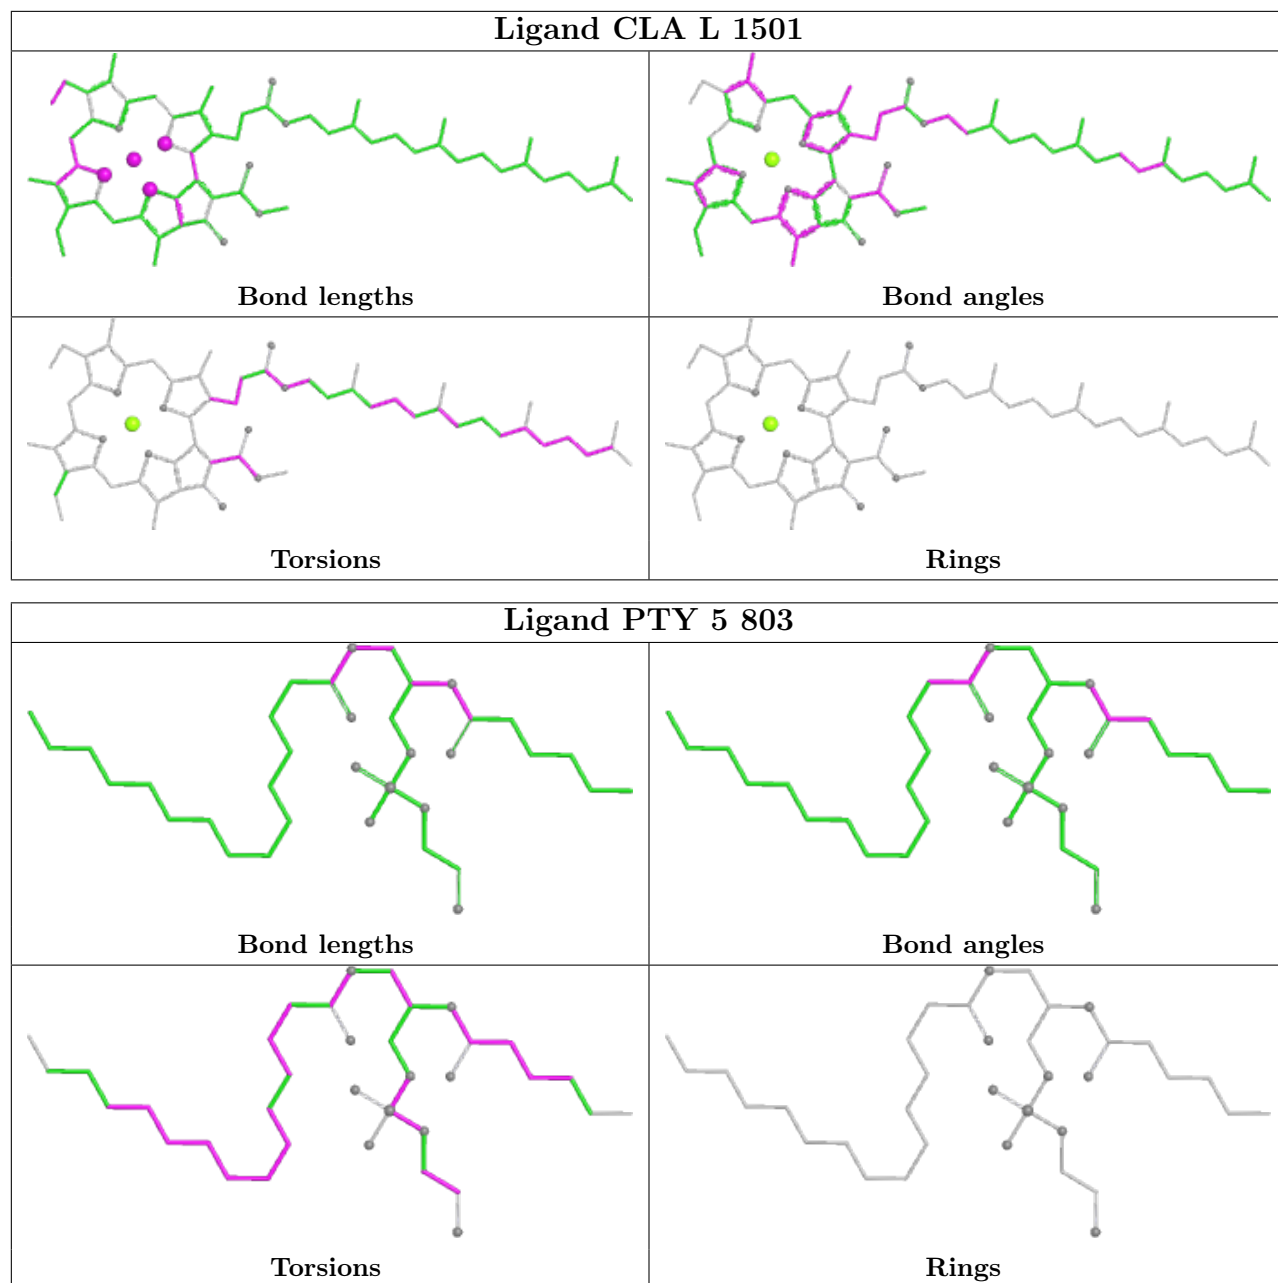 Ligand CLA L 1501
Bond lengths
Bond angles
Torsions
Rings
Ligand PTY 5 803
Bond lengths
Bond angles
Torsions
Rings